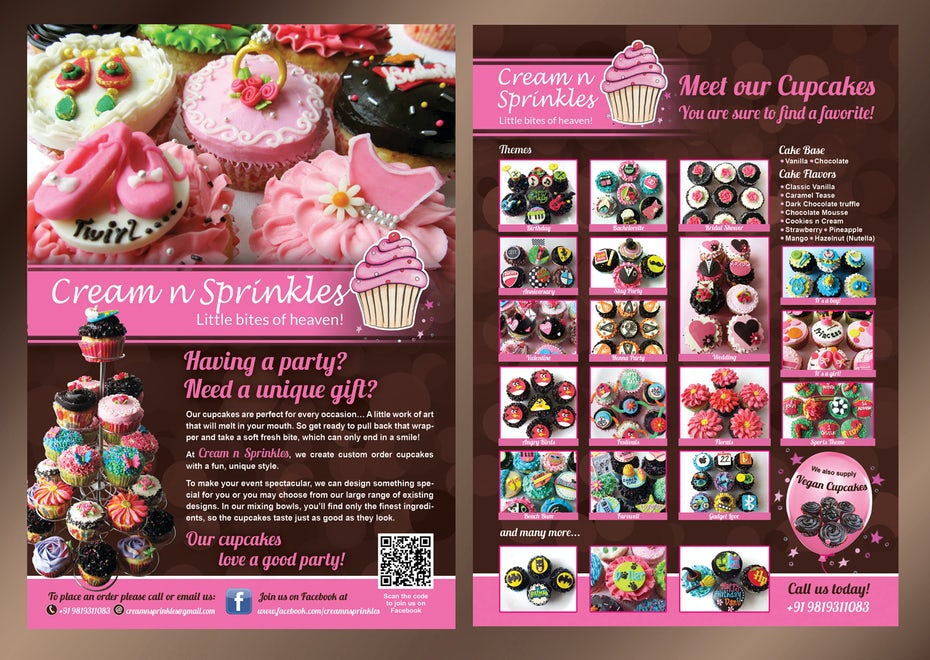 Twirl....
Cream n Sprinkles
Little bites of heaven!
Having a party?
Need a unique gift?
Our cupcakes are perfect for every occasion... A little work of art
that will melt in your mouth. So get ready to pull back that wrap-
per and take a soft fresh bite, which can only end in a smile!
At Cream n Sprinkles, we create custom order cupcakes
with a fun, unique style.
To make your event spectacular, we can design something spe-
cial for you or you may choose from our large range of existing
designs. In our mixing bowls, you'll find only the finest ingredi-
ents, so the cupcakes taste just as good as they look.
Our cupcakes
love a good party!
To place an order please call or email us:
+91 9819311083 @ creamnsprinkles@gmail.com
f
Join us on Facebook at
www.facebook.com/creamnsprinkles
Scan the code
to join us on
Facebook
Cream n
Sprinkles
Little bites of heaven!
Meet our Cupcakes
You are sure to find a favorite!
Themes
Birthday
Bachelorette
Bridal Shower
Anniversary
Stag Party
Valentine
Henna Party
Wedding
Angry Birds
Festivals
Florals
Beach Bum
Farewell
22
Gadget Love
Cake Base
• Vanilla • Chocolate
Cake Flavors
• Classic Vanilla
• Caramel Tease
• Dark Chocolate truffle
• Chocolate Mousse
• Cookies n Cream
• Strawberry • Pineapple
• Mango • Hazelnut (Nutella)
It's a boy!
Princess
It's a girl!
Sports Theme
We also supply
Vegan Cupcakes
and many more...
Call us today!
+91 9819311083